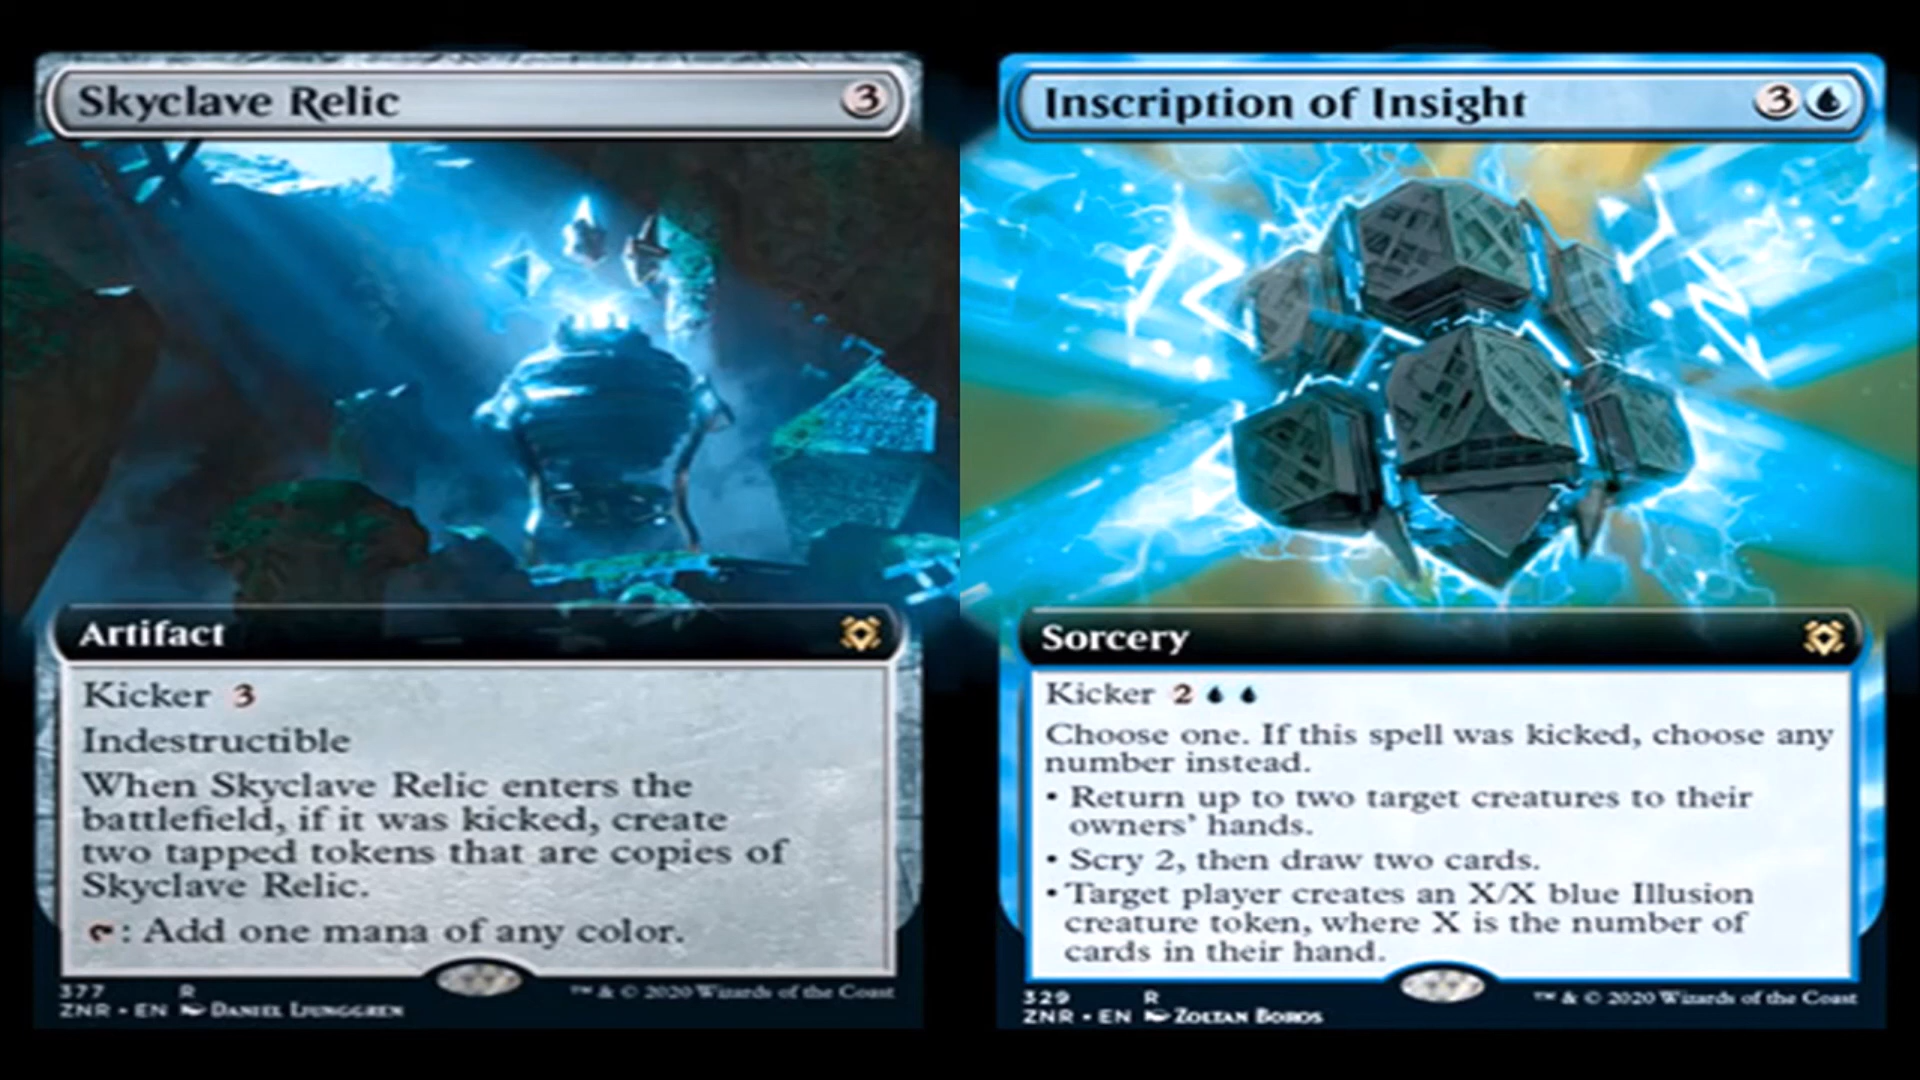 Skyclave Relic 3
Artifact
Kicker 3
Indestructible
When Skyclave Relic enters the
battlefield, if it was kicked, create
two tapped tokens that are copies of
Skyclave Relic.
: Add one mana of any color.
377 R
ZNR • EN Daniel Ljunggren
™ & © 2020 Wizards of the Coast
Inscription of Insight 3
Sorcery
Kicker 2
Choose one. If this spell was kicked, choose any
number instead.
• Return up to two target creatures to their
owners’ hands.
• Scry 2, then draw two cards.
• Target player creates an X/X blue Illusion
creature token, where X is the number of
cards in their hand.
329 R
ZNR • EN Zoltan Boros
™ & © 2020 Wizards of the Coast